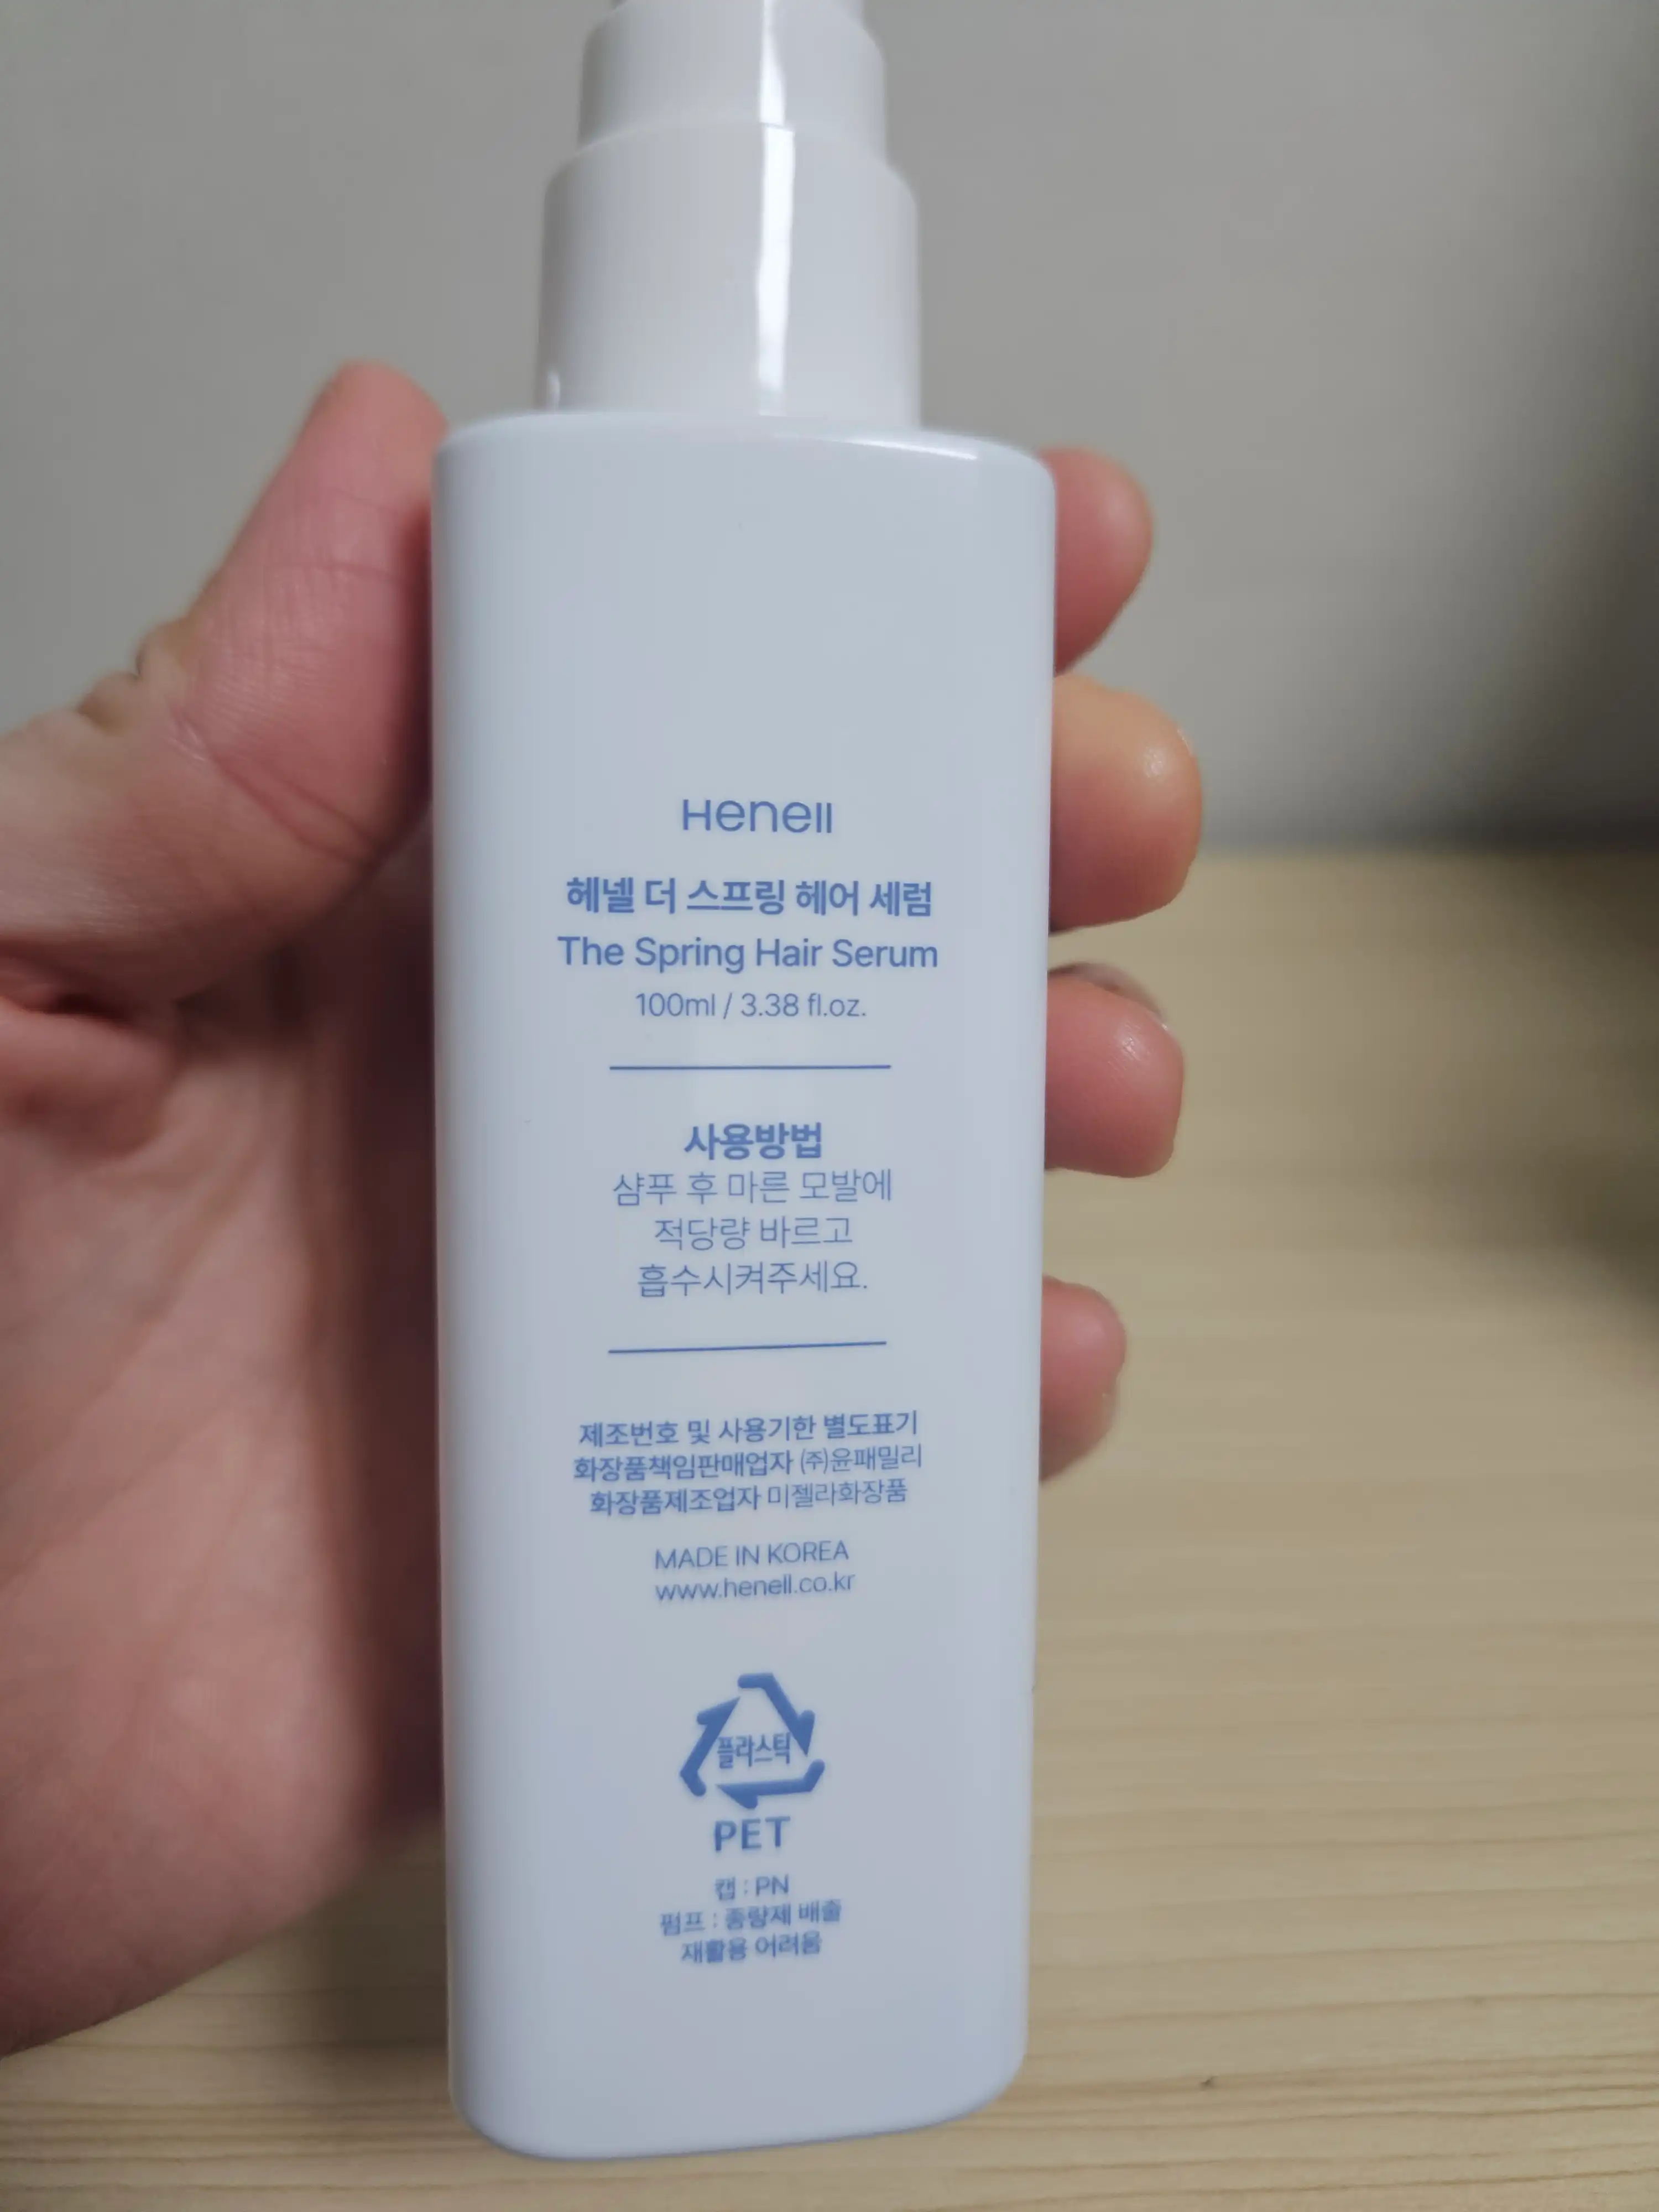 Henell
헤넬 더 스프링 헤어 세럼
The Spring Hair Serum
100ml / 3.38 fl.oz.
사용방법
샴푸 후 마른 모발에
적당량 바르고
흡수시켜주세요.
제조번호 및 사용기한 별도표기
화장품책임판매업자 ㈜윤패밀리
화장품제조업자 미젤라화장품
MADE IN KOREA
www.henell.co.kr
플라스틱
PET
캡 : PN
펌프 : 종량제 배출
재활용 어려움